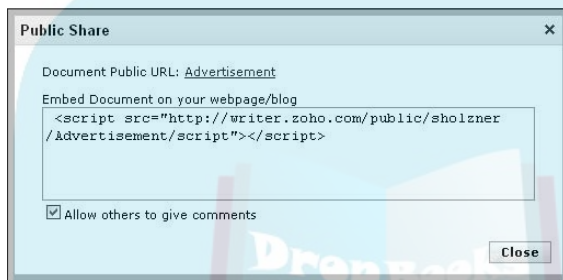 Public Share
Document Public URL: Advertisement
Embed Document on your webpage/blog
<script src="http://writer.zoho.com/public/sholzner
/Advertisement/script"></script>
Allow others to give comments
Close